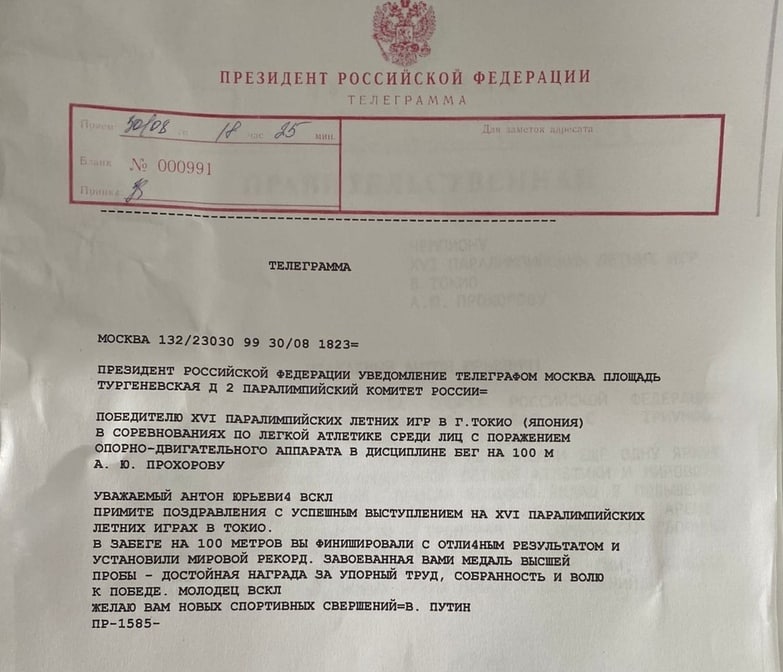 ПРЕЗИДЕНТ РОССИЙСКОЙ ФЕДЕРАЦИИ
ТЕЛЕГРАММА
Прием 30/08 18 час 25 мин.
Для заметок адресата
Бланк № 000991
ТЕЛЕГРАММА
МОСКВА 132/23030 99 30/08 1823=
ПРЕЗИДЕНТ РОССИЙСКОЙ ФЕДЕРАЦИИ УВЕДОМЛЕНИЕ ТЕЛЕГРАФОМ МОСКВА ПЛОЩАДЬ
ТУРГЕНЕВСКАЯ Д 2 ПАРАЛИМПИЙСКИЙ КОМИТЕТ РОССИИ=
ПОБЕДИТЕЛЮ XVI ПАРАЛИМПИЙСКИХ ЛЕТНИХ ИГР В Г.ТОКИО (ЯПОНИЯ)
В СОРЕВНОВАНИЯХ ПО ЛЕГКОЙ АТЛЕТИКЕ СРЕДИ ЛИЦ С ПОРАЖЕНИЕМ
ОПОРНО-ДВИГАТЕЛЬНОГО АППАРАТА В ДИСЦИПЛИНЕ БЕГ НА 100 М
А. Ю. ПРОХОРОВУ
УВАЖАЕМЫЙ АНТОН ЮРЬЕВИ4 ВСКЛ
ПРИМИТЕ ПОЗДРАВЛЕНИЯ С УСПЕШНЫМ ВЫСТУПЛЕНИЕМ НА XVI ПАРАЛИМПИЙСКИХ
ЛЕТНИХ ИГРАХ В ТОКИО.
В ЗАБЕГЕ НА 100 МЕТРОВ ВЫ ФИНИШИРОВАЛИ С ОТЛИ4НЫМ РЕЗУЛЬТАТОМ И
УСТАНОВИЛИ МИРОВОЙ РЕКОРД. ЗАВОЕВАННАЯ ВАМИ МЕДАЛЬ ВЫСШЕЙ
ПРОБЫ - ДОСТОЙНАЯ НАГРАДА ЗА УПОРНЫЙ ТРУД, СОБРАННОСТЬ И ВОЛЮ
К ПОБЕДЕ. МОЛОДЕЦ ВСКЛ
ЖЕЛАЮ ВАМ НОВЫХ СПОРТИВНЫХ СВЕРШЕНИЙ=В. ПУТИН
ПР-1585-